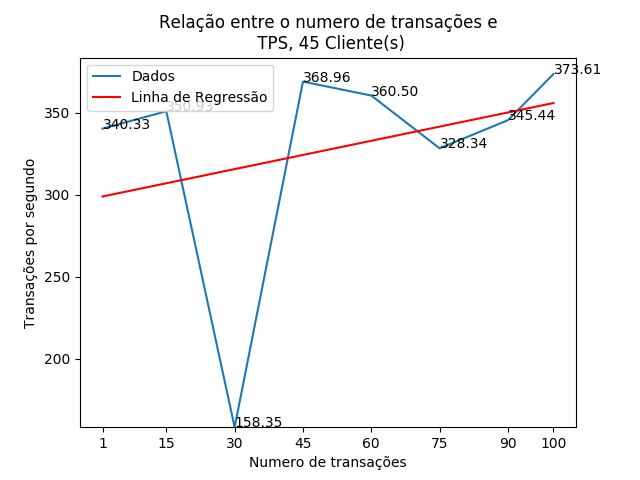 Relação entre o numero de transações e
TPS, 45 Cliente(s)
Dados
Linha de Regressão
340.33
350.93
158.35
368.96
360.50
328.34
345.44
373.61
Transações por segundo
350
300
250
200
1 15 30 45 60 75 90 100
Numero de transações